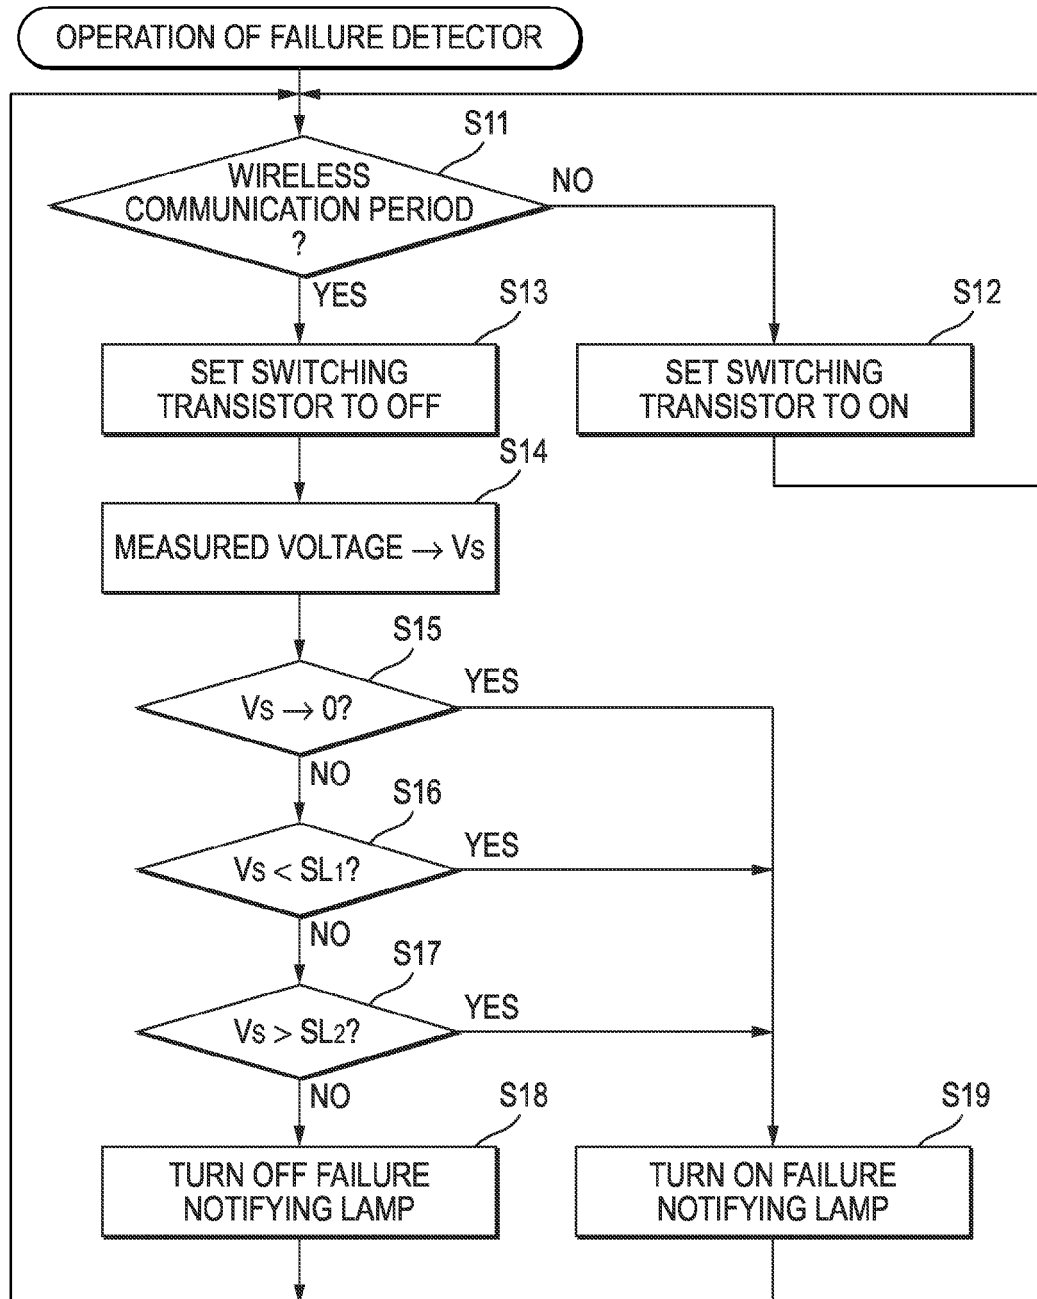 OPERATION OF FAILURE DETECTOR
S11
WIRELESS
COMMUNICATION PERIOD
?
NO
YES
S13
SET SWITCHING
TRANSISTOR TO OFF
S12
SET SWITCHING
TRANSISTOR TO ON
S14
MEASURED VOLTAGE → Vs
S15
Vs → 0?
YES
NO
S16
Vs < SL1?
YES
NO
S17
Vs > SL2?
YES
NO
S18
TURN OFF FAILURE
NOTIFYING LAMP
S19
TURN ON FAILURE
NOTIFYING LAMP